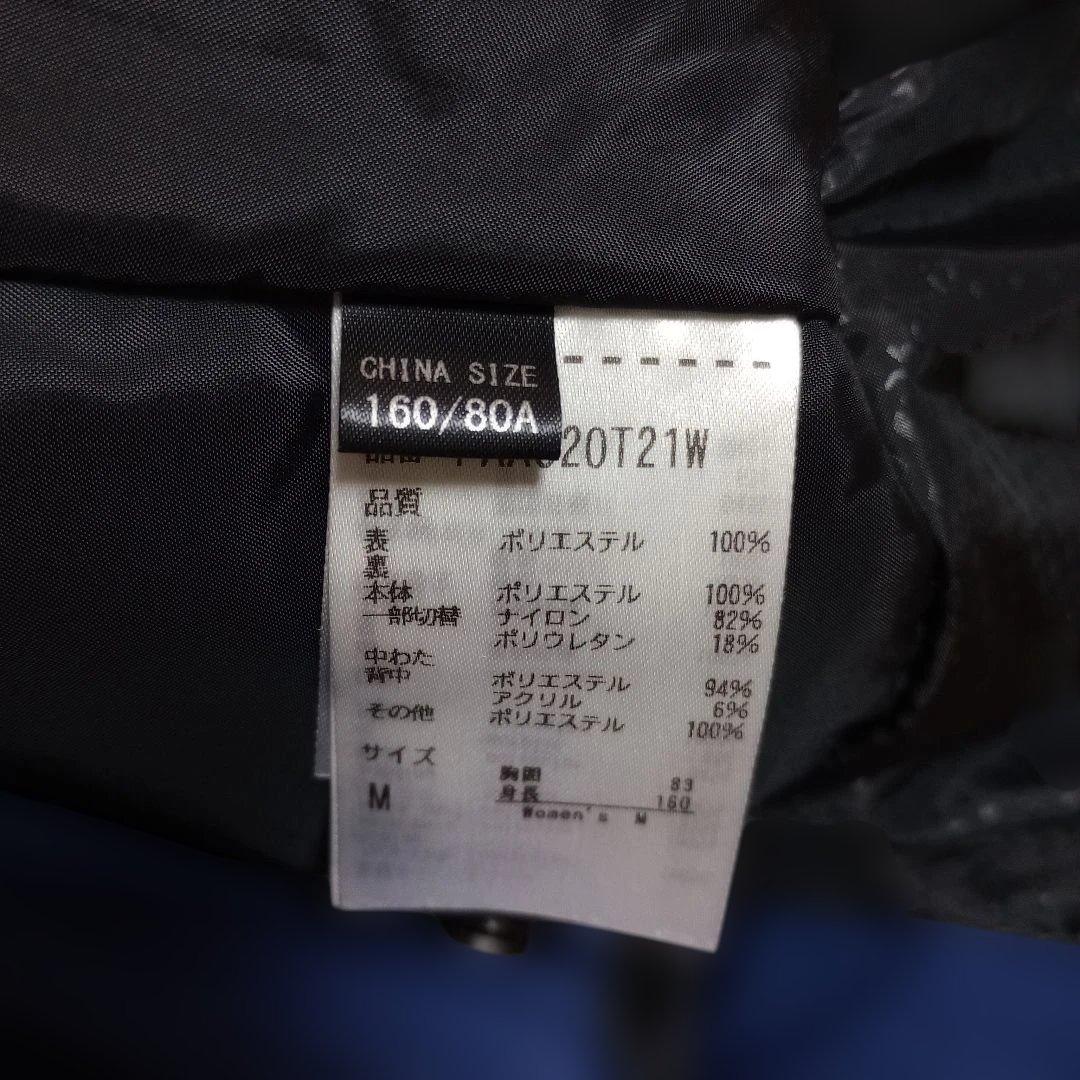 CHINA SIZE
160/80A
20T21W
品質
表 ポリエステル 100%
裏
本体 ポリエステル 100%
一部切替 ナイロン 82%
ポリウレタン 18%
中わた
背中 ポリエステル 94%
アクリル 6%
その他 ポリエステル 100%
サイズ
M
胸囲 83
身長 160
Women's M